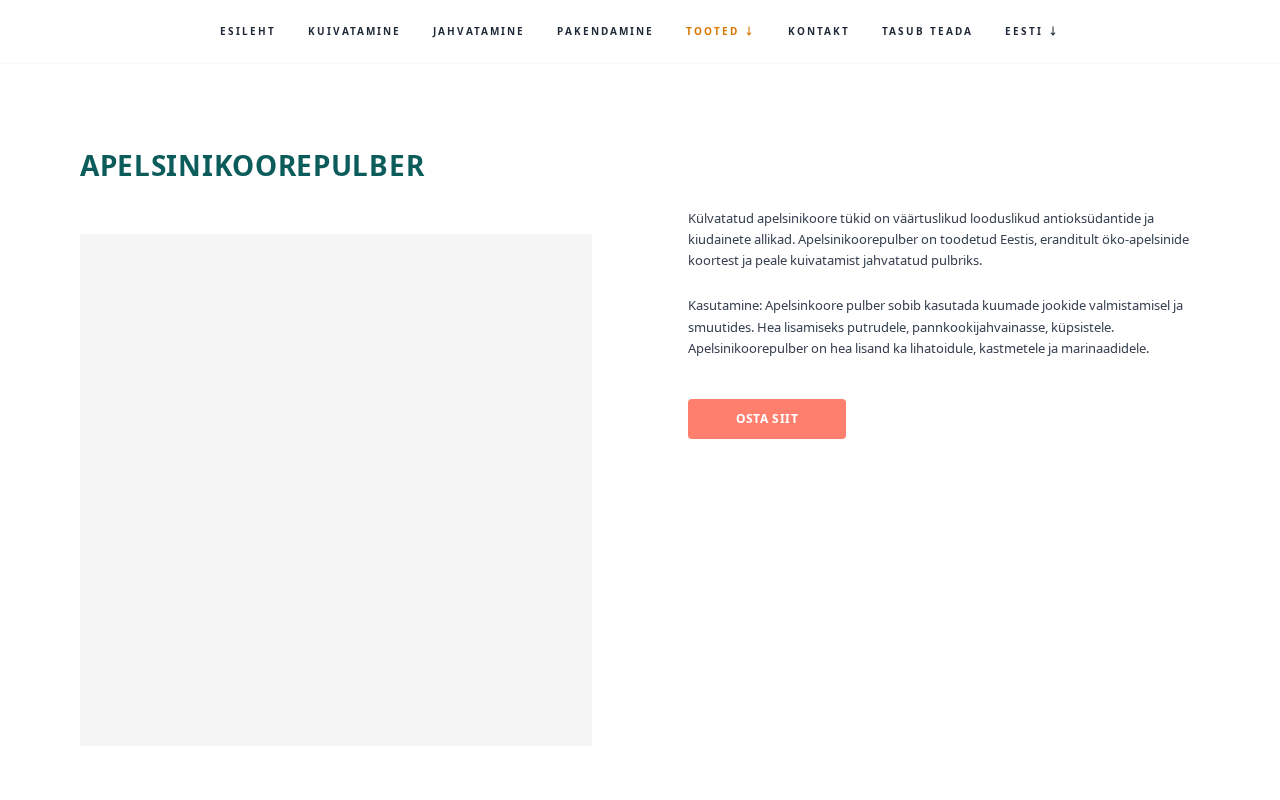 ESILEHT KUIVATAMINE JAHVATAMINE PAKENDAMINE TOOTED ↓ KONTAKT TASUB TEADA EESTI ↓
APELSINIKOOREPULBER
Külvatatud apelsinikoore tükid on väärtuslikud looduslikud antioksüdantide ja
kiudainete allikad. Apelsinikoorepulber on toodetud Eestis, eranditult öko-apelsinide
koortest ja peale kuivatamist jahvatatud pulbriks.
Kasutamine: Apelsinkoore pulber sobib kasutada kuumade jookide valmistamisel ja
smuutides. Hea lisamiseks putrudele, pannkookijahvainasse, küpsistele.
Apelsinikoorepulber on hea lisand ka lihatoidule, kastmetele ja marinaadidele.
OSTA SIIT